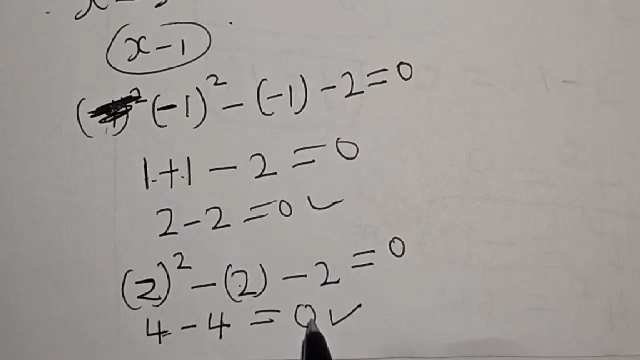 (x-1)
(-1)² - (-1) - 2 = 0
1+1 - 2 = 0
2 - 2 = 0 ✓
(2)² - (2) - 2 = 0
4 - 4 = 0 ✓